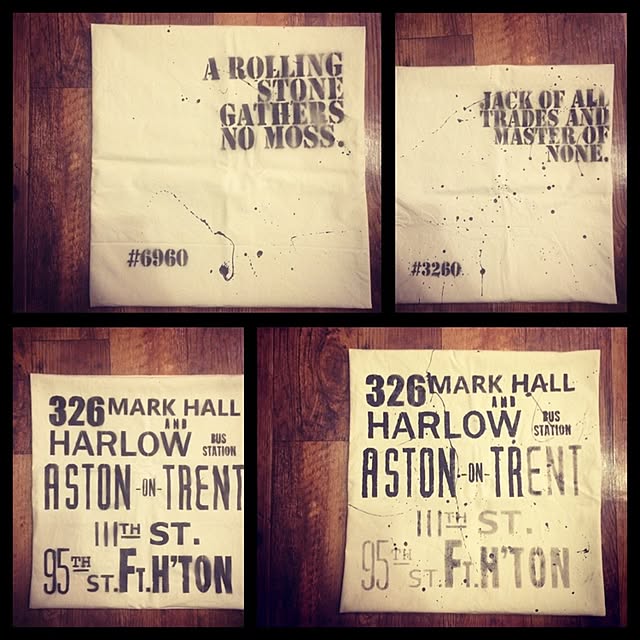 A ROLLING
STONE
GATHERS
NO MOSS.
#6960
JACK OF ALL
TRADES AND
MASTER OF
NONE.
#3260
326 MARK HALL
AND
HARLOW BUS
STATION
ASTON-ON-TRENT
111TH ST.
95TH ST. FT. H'TON
326 MARK HALL
AND
HARLOW BUS
STATION
ASTON-ON-TRENT
111TH ST.
95TH ST. FT. H'TON